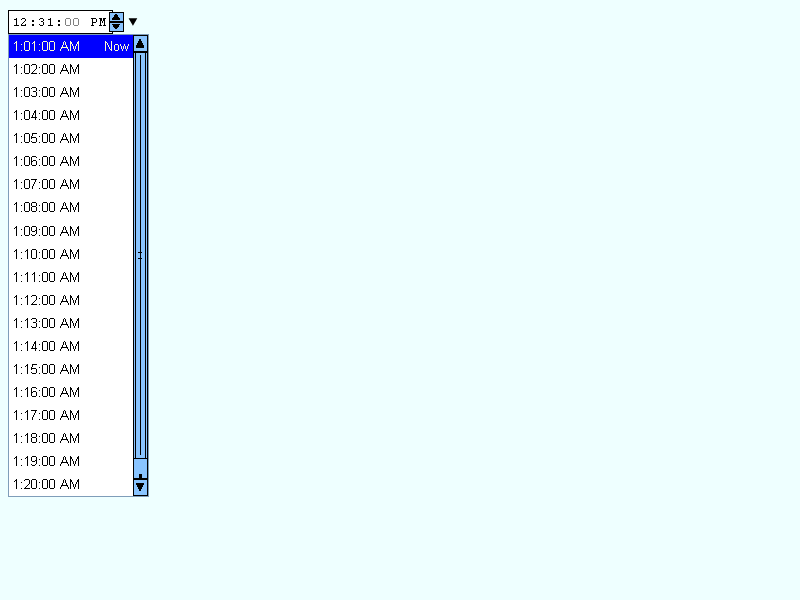 12:31:00 PM
1:01:00 AM Now
1:02:00 AM
1:03:00 AM
1:04:00 AM
1:05:00 AM
1:06:00 AM
1:07:00 AM
1:08:00 AM
1:09:00 AM
1:10:00 AM
1:11:00 AM
1:12:00 AM
1:13:00 AM
1:14:00 AM
1:15:00 AM
1:16:00 AM
1:17:00 AM
1:18:00 AM
1:19:00 AM
1:20:00 AM